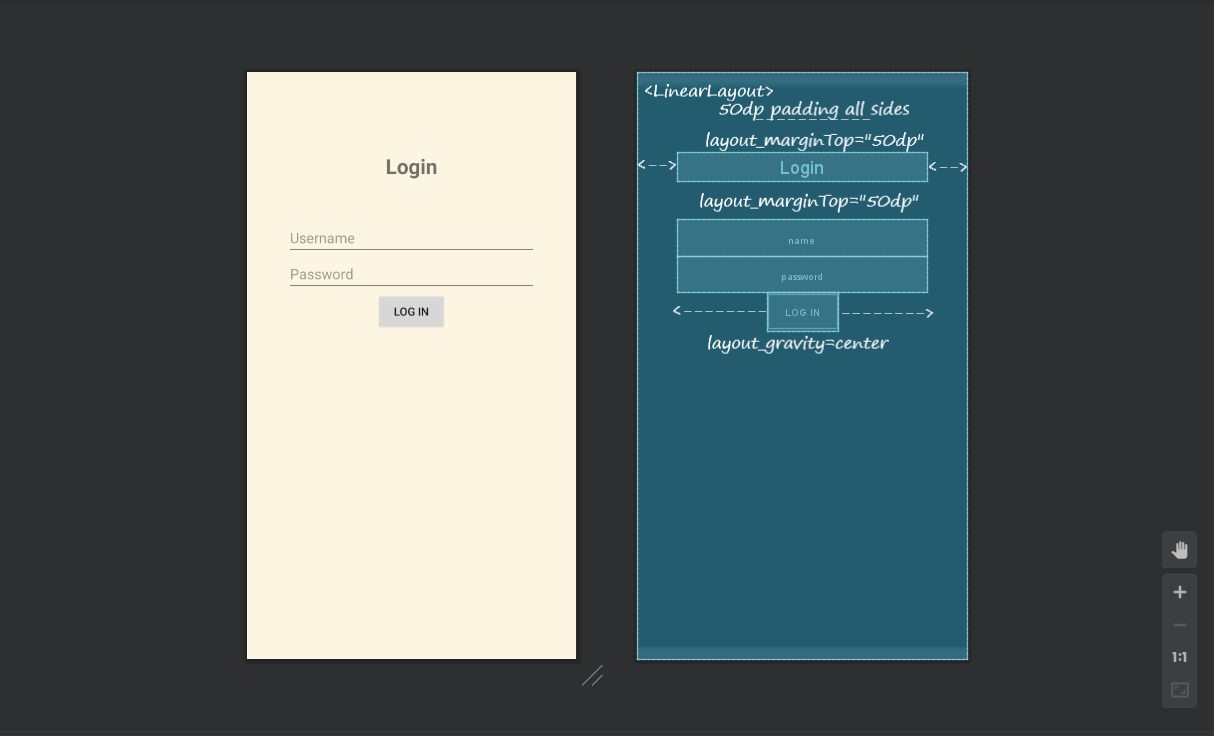 Login
Username
Password
LOG IN
<LinearLayout>
50dp padding all sides
layout_marginTop="50dp"
Login
layout_marginTop="50dp"
name
password
LOG IN
layout_gravity=center
1:1